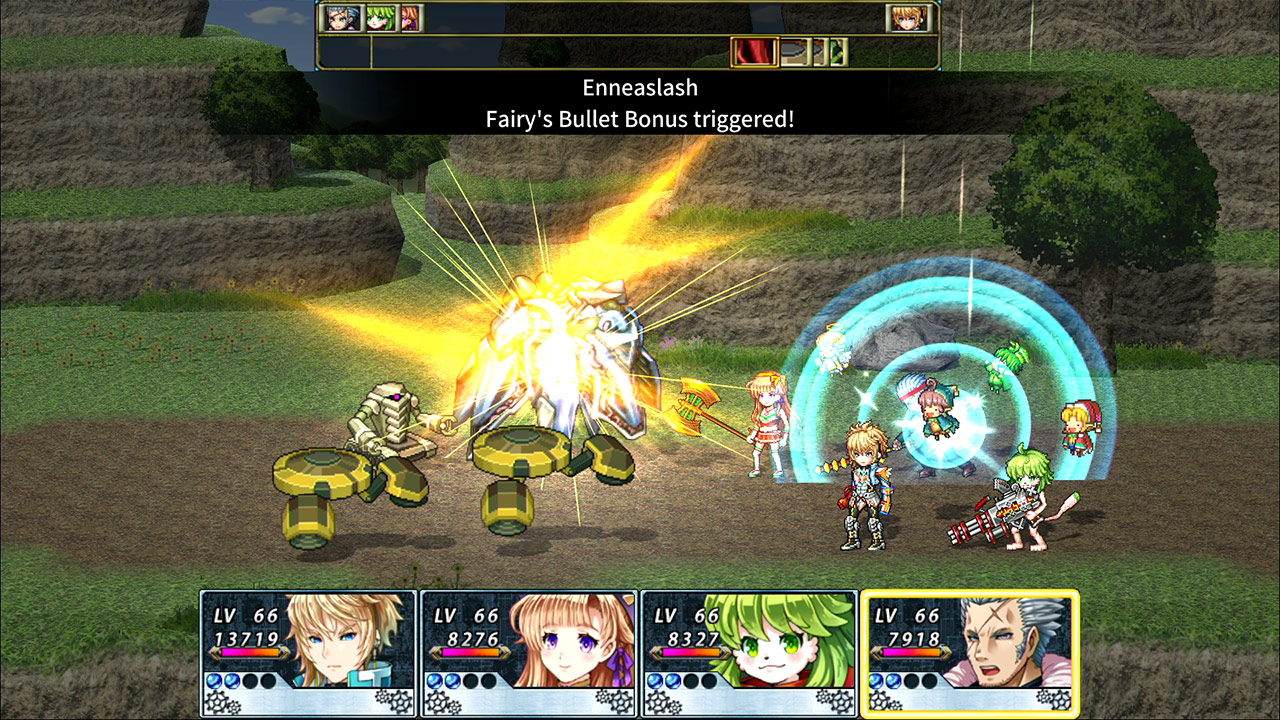 Enneaslash
Fairy's Bullet Bonus triggered!
LV 66
13719
LV 66
8276
LV 66
8327
LV 66
7918